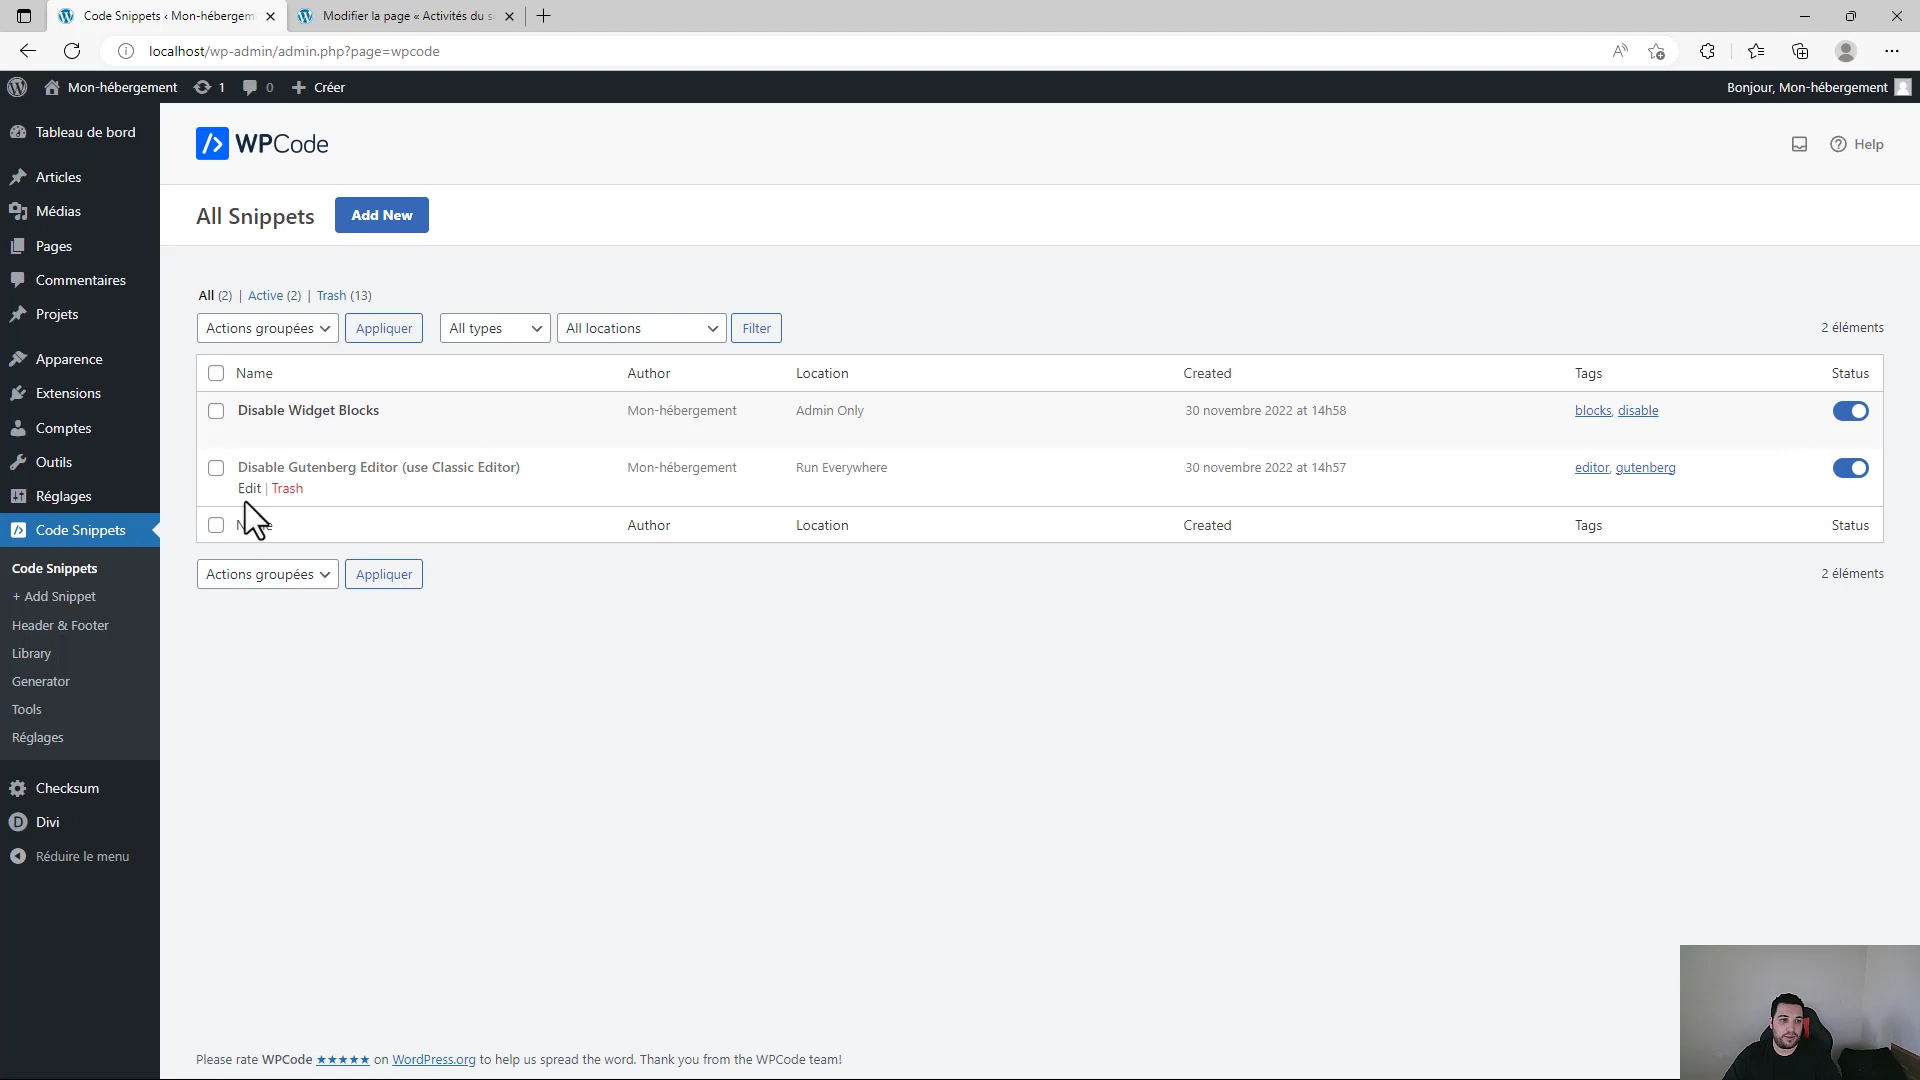 Code Snippets ‹ Mon-hébergem
Modifier la page « Activités du s
localhost/wp-admin/admin.php?page=wpcode
Mon-hébergement 1 0 Créer
Bonjour, Mon-hébergement
Tableau de bord
Articles
Médias
Pages
Commentaires
Projets
Apparence
Extensions
Comptes
Outils
Réglages
Code Snippets
Code Snippets
+ Add Snippet
Header & Footer
Library
Generator
Tools
Réglages
Checksum
Divi
Réduire le menu
WPCode
Help
All Snippets Add New
All (2) | Active (2) | Trash (13)
Actions groupées Appliquer All types All locations Filter 2 éléments
Name Author Location Created Tags Status
Disable Widget Blocks Mon-hébergement Admin Only 30 novembre 2022 at 14h58 blocks, disable
Disable Gutenberg Editor (use Classic Editor) Mon-hébergement Run Everywhere 30 novembre 2022 at 14h57 editor, gutenberg
Edit | Trash
Author Location Created Tags Status
Actions groupées Appliquer 2 éléments
Please rate WPCode ★★★★★ on WordPress.org to help us spread the word. Thank you from the WPCode team!